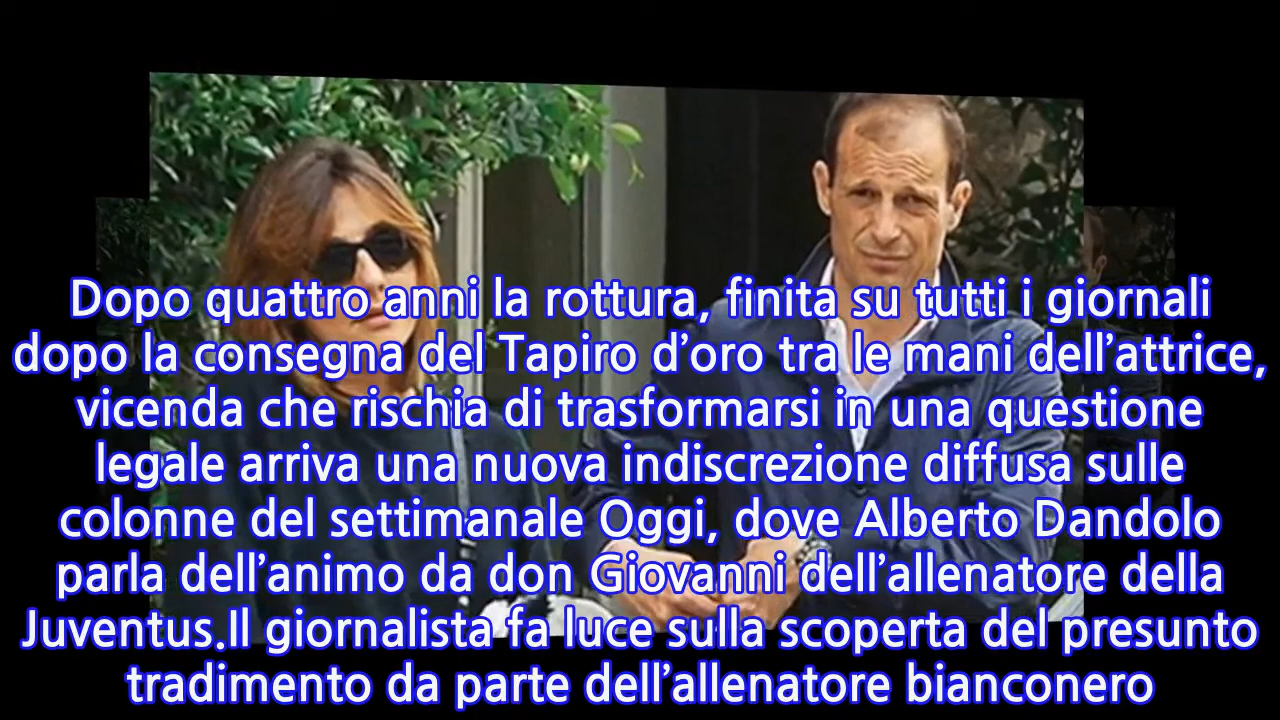 Dopo quattro anni la rottura, finita su tutti i giornali
dopo la consegna del Tapiro d’oro tra le mani dell’attrice,
vicenda che rischia di trasformarsi in una questione
legale arriva una nuova indiscrezione diffusa sulle
colonne del settimanale Oggi, dove Alberto Dandolo
parla dell’animo da don Giovanni dell’allenatore della
Juventus.Il giornalista fa luce sulla scoperta del presunto
tradimento da parte dell’allenatore bianconero